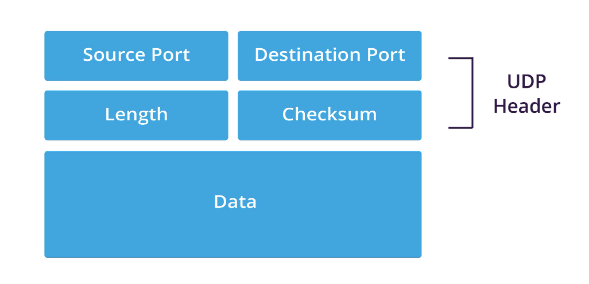 Source Port
Destination Port
Length
Checksum
UDP
Header
Data